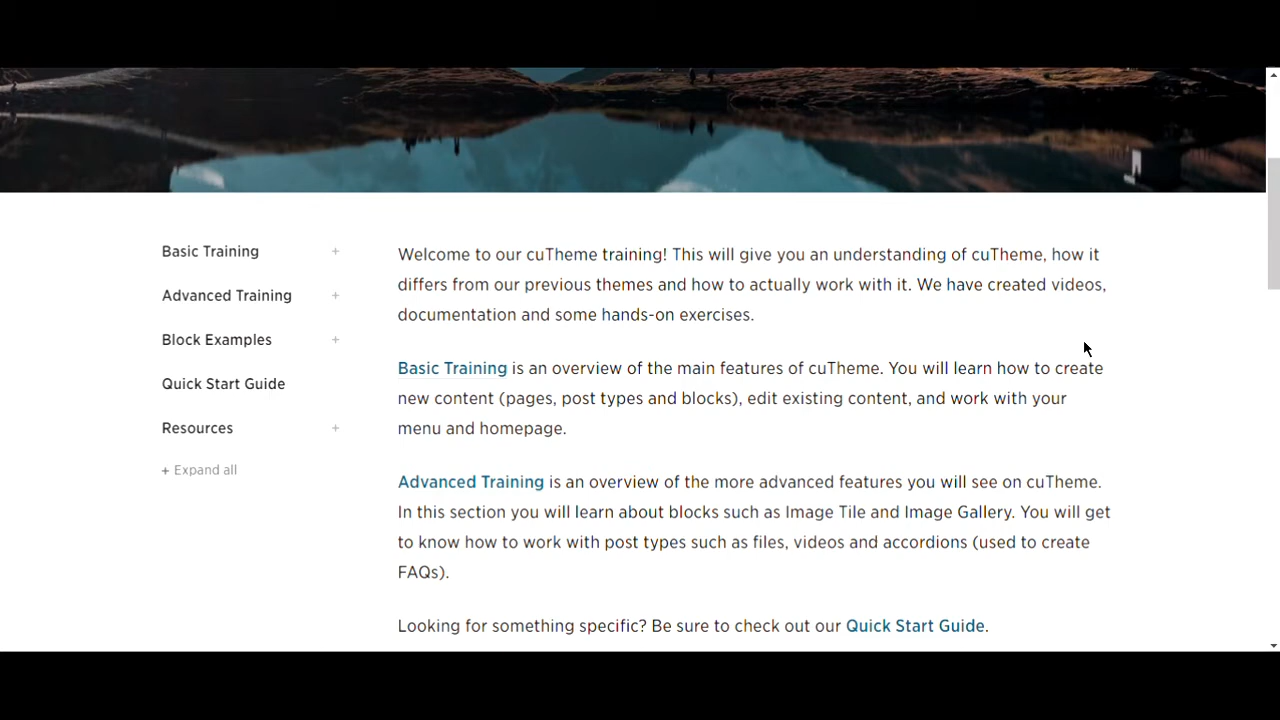 Basic Training +
Advanced Training +
Block Examples +
Quick Start Guide
Resources +
+ Expand all
Welcome to our cuTheme training! This will give you an understanding of cuTheme, how it
differs from our previous themes and how to actually work with it. We have created videos,
documentation and some hands-on exercises.
Basic Training is an overview of the main features of cuTheme. You will learn how to create
new content (pages, post types and blocks), edit existing content, and work with your
menu and homepage.
Advanced Training is an overview of the more advanced features you will see on cuTheme.
In this section you will learn about blocks such as Image Tile and Image Gallery. You will get
to know how to work with post types such as files, videos and accordions (used to create
FAQs).
Looking for something specific? Be sure to check out our Quick Start Guide.